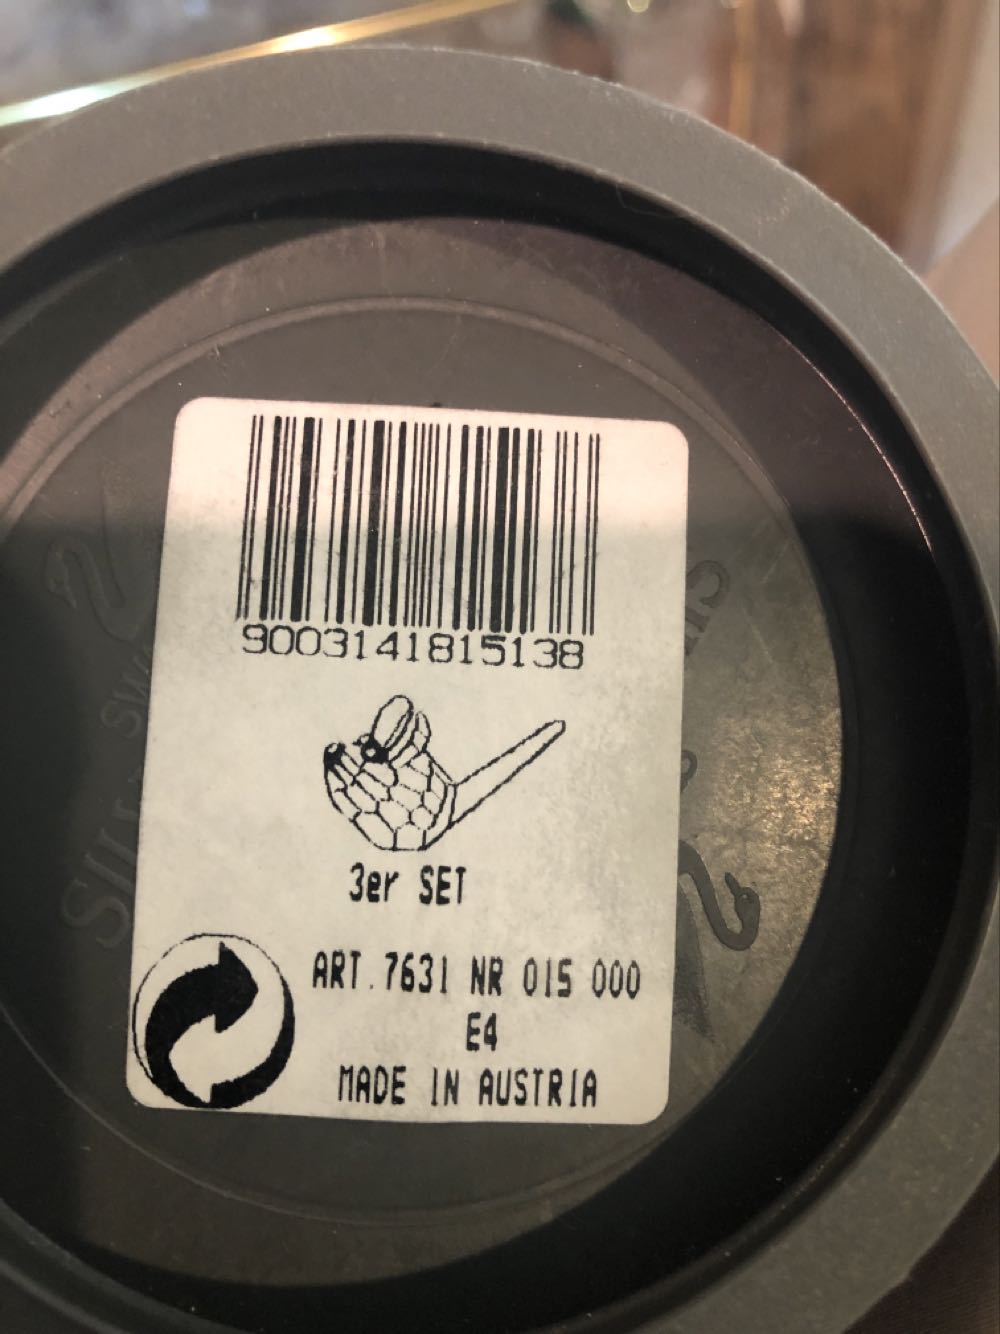 9003141815138
3er SET
ART.7631 NR 015 000
E4
MADE IN AUSTRIA